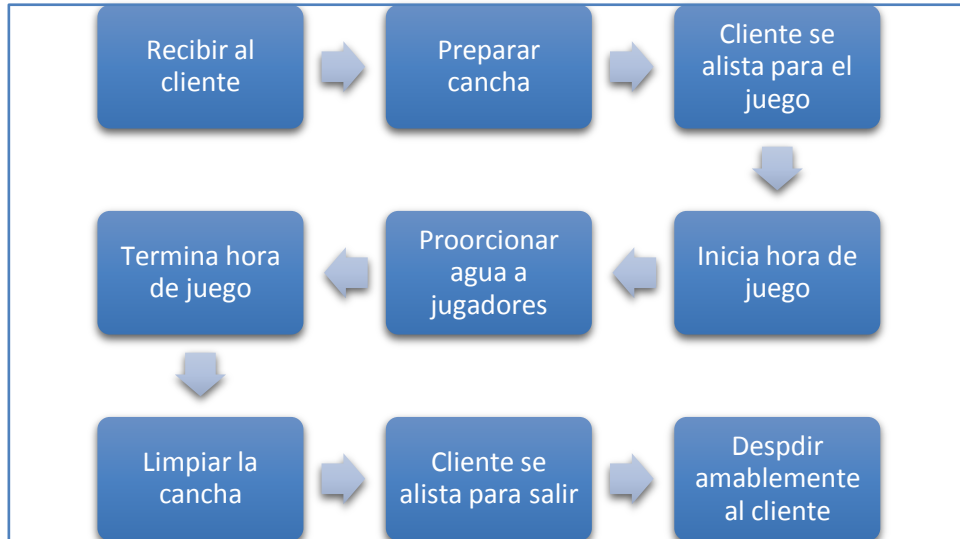 Recibir al
cliente
Preparar
cancha
Cliente se
alista para el
juego
Inicia hora de
juego
Proorcionar
agua a
jugadores
Termina hora
de juego
Limpiar la
cancha
Cliente se
alista para salir
Despdir
amablemente
al cliente